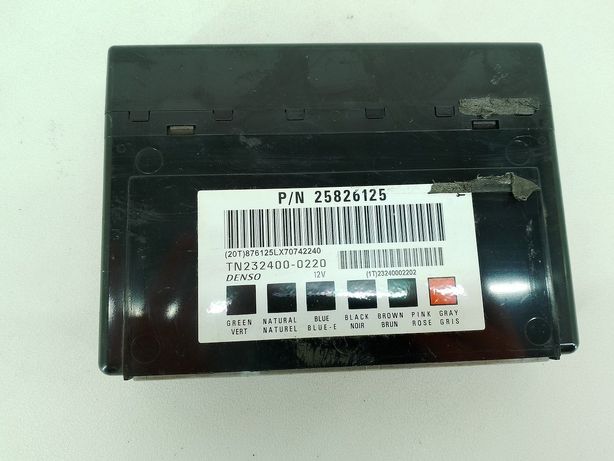 P/N 25826125
(20T)876125LX70742240
TN232400-0220
DENSO 12V (1T)23240002202
GREEN NATURAL BLUE BLACK BROWN PINK GRAY
VERT NATUREL BLUE-E NOIR BRUN ROSE GRIS